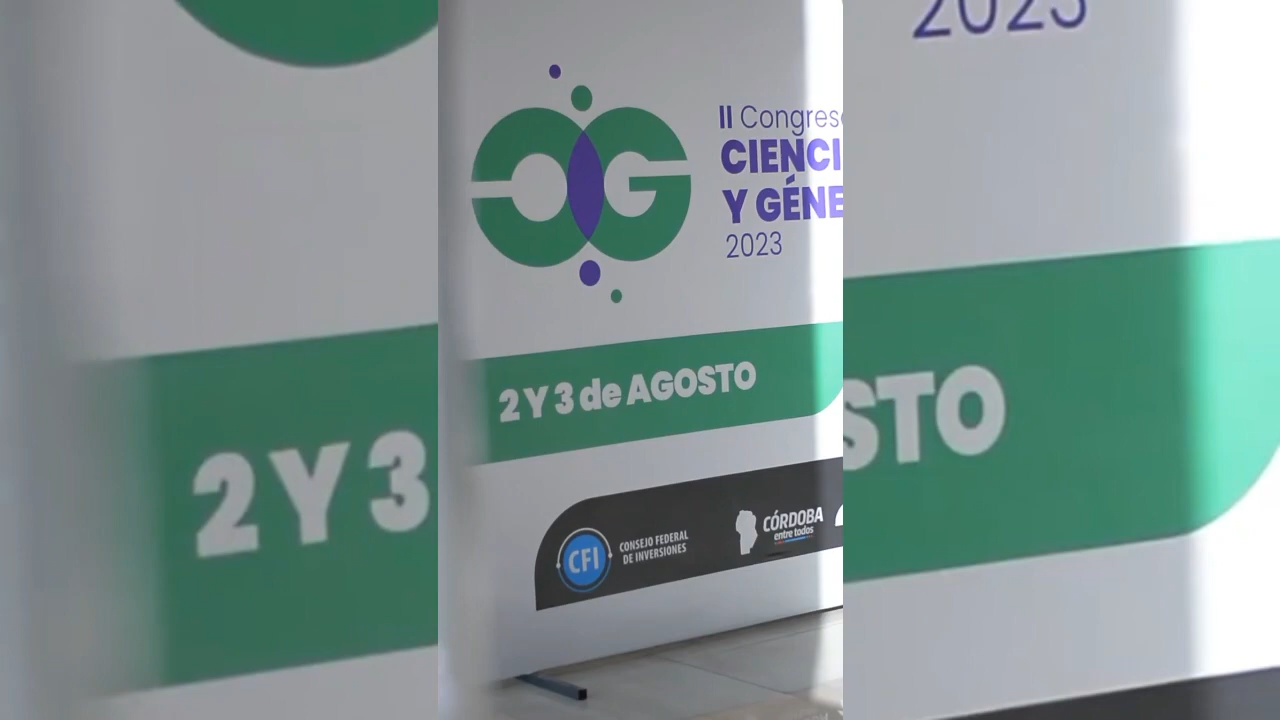 II Congreso
CIENCI
Y GÉNE
2023
2 Y 3 de AGOSTO
CFI
CONSEJO FEDERAL
DE INVERSIONES
CÓRDOBA
entre todos
2 Y 3
2023
STO